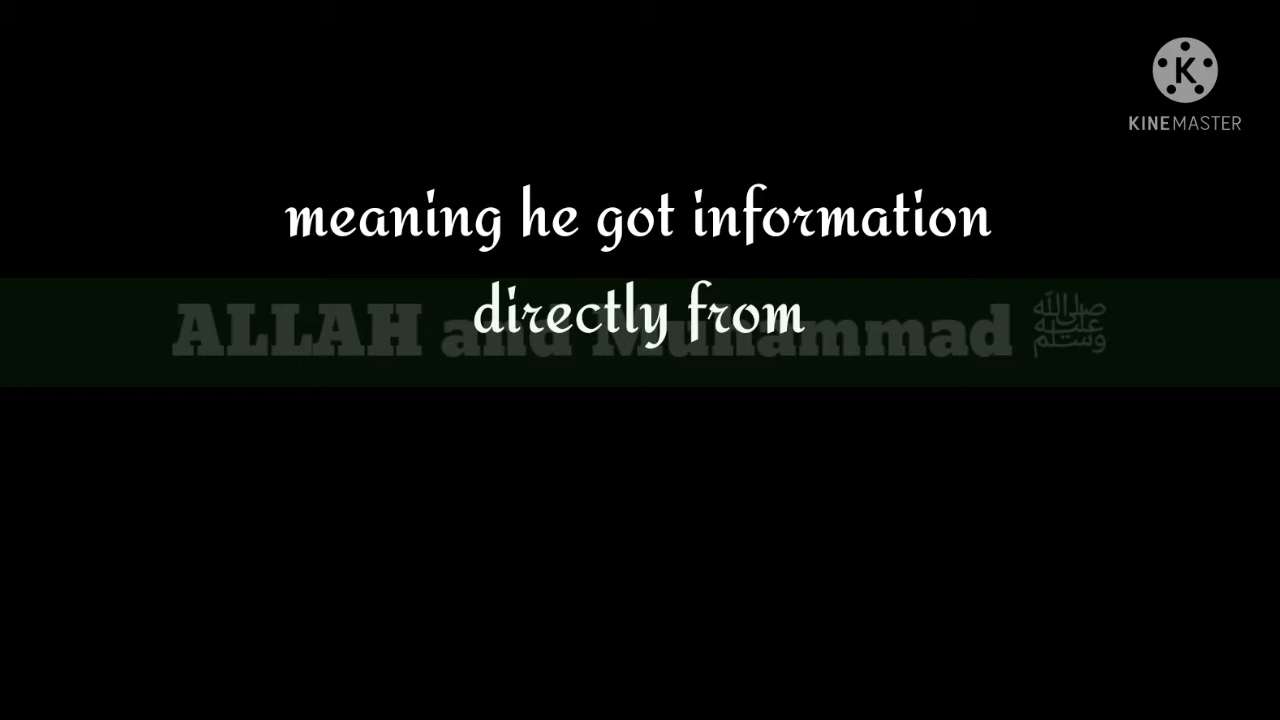 KINEMASTER
meaning he got information
directly from
ALLAH and Muhammad ﷺ